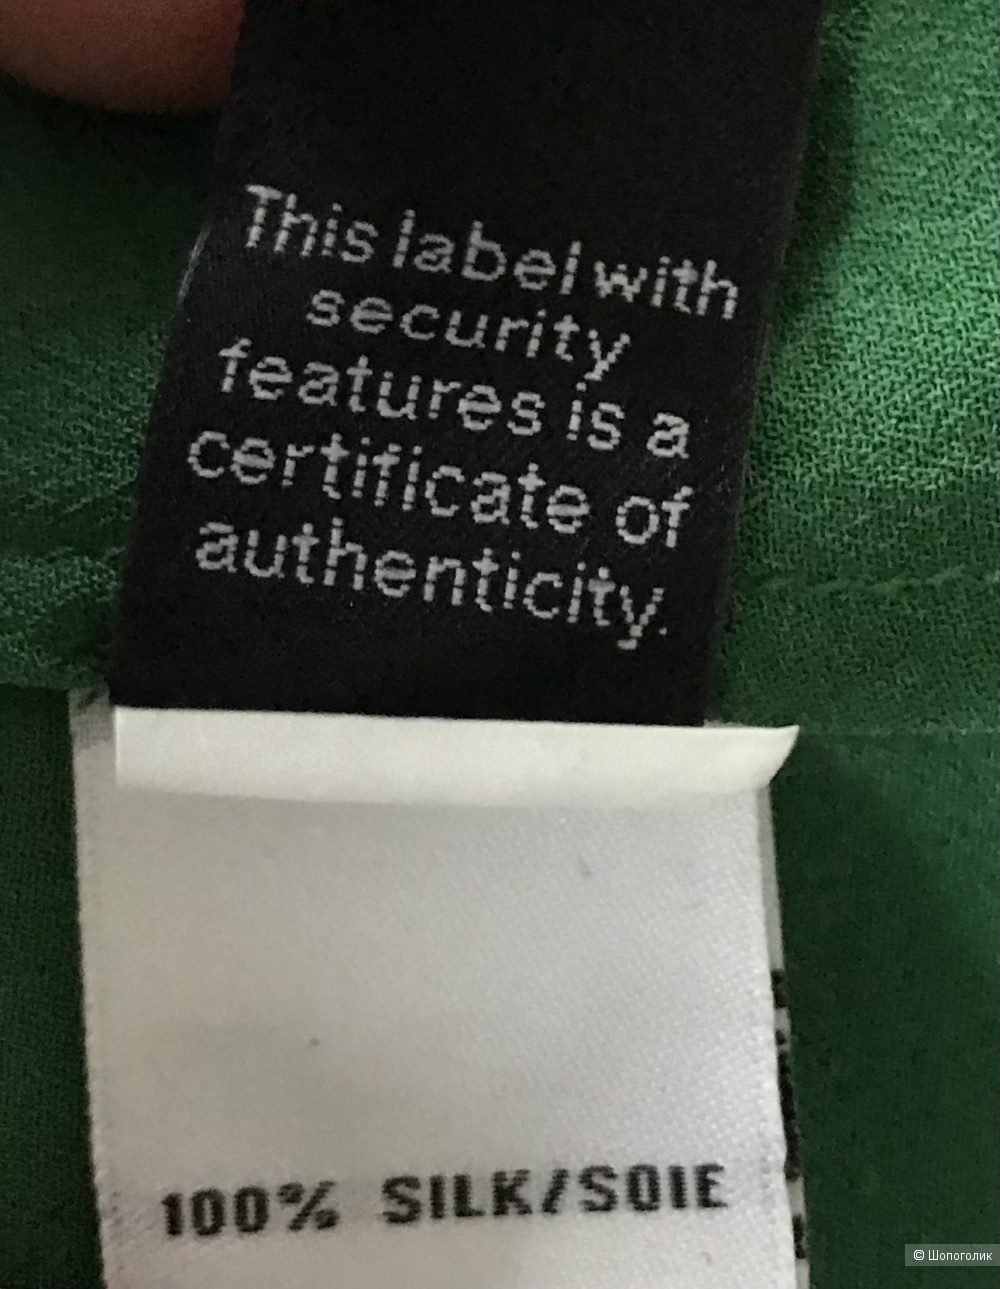 This label with
security
features is a
certificate of
authenticity.
100% SILK/SOIE
© Шопоголик